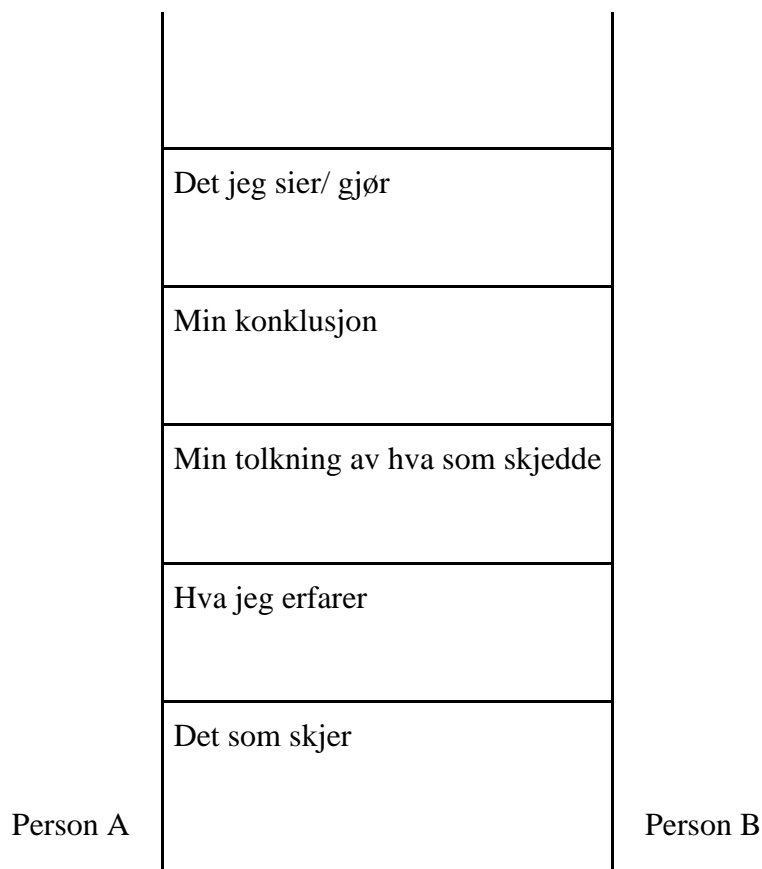 Det jeg sier/ gjør
Min konklusjon
Min tolkning av hva som skjedde
Hva jeg erfarer
Det som skjer
Person A
Person B